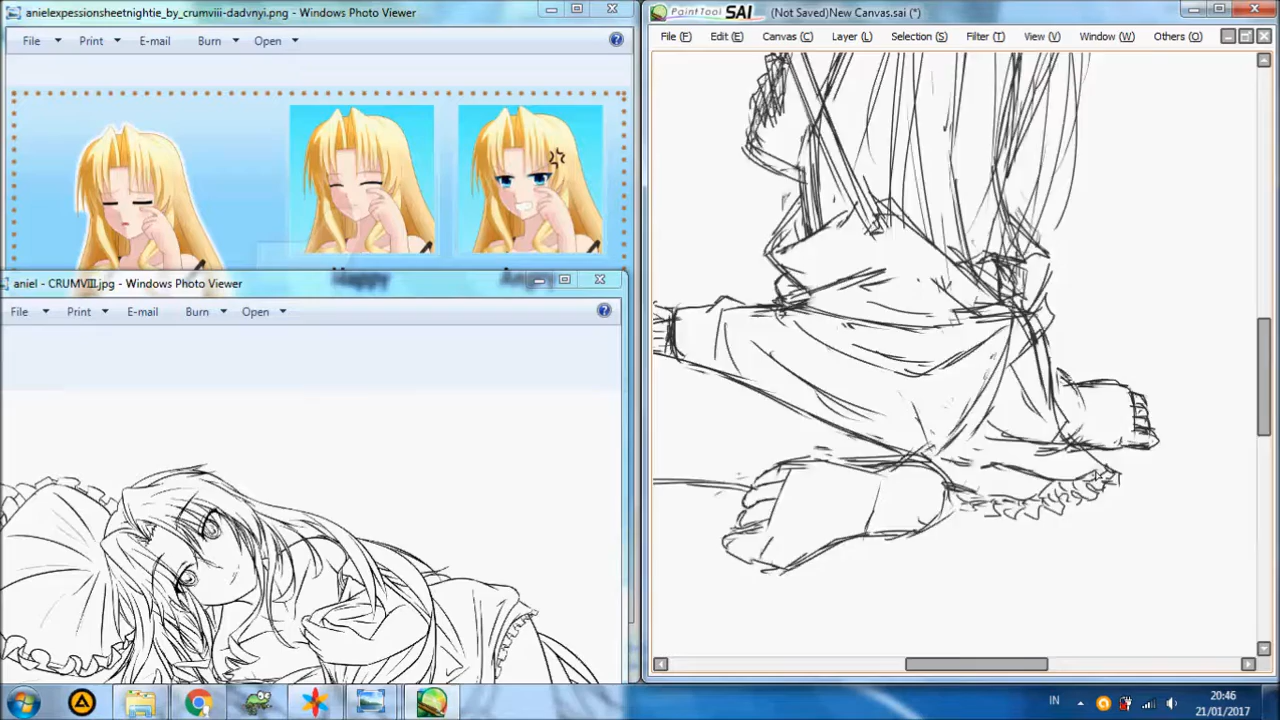 anielexpessionsheetnightie_by_crumviii-dadvnyi.png - Windows Photo Viewer
File Print E-mail Burn Open
Happy
Angry
aniel - CRUMVIII.jpg - Windows Photo Viewer
File Print E-mail Burn Open
PaintTool SAI (Not Saved)New Canvas.sai (*)
File (F) Edit (E) Canvas (C) Layer (L) Selection (S) Filter (T) View (V) Window (W) Others (O)
IN 20:46
21/01/2017